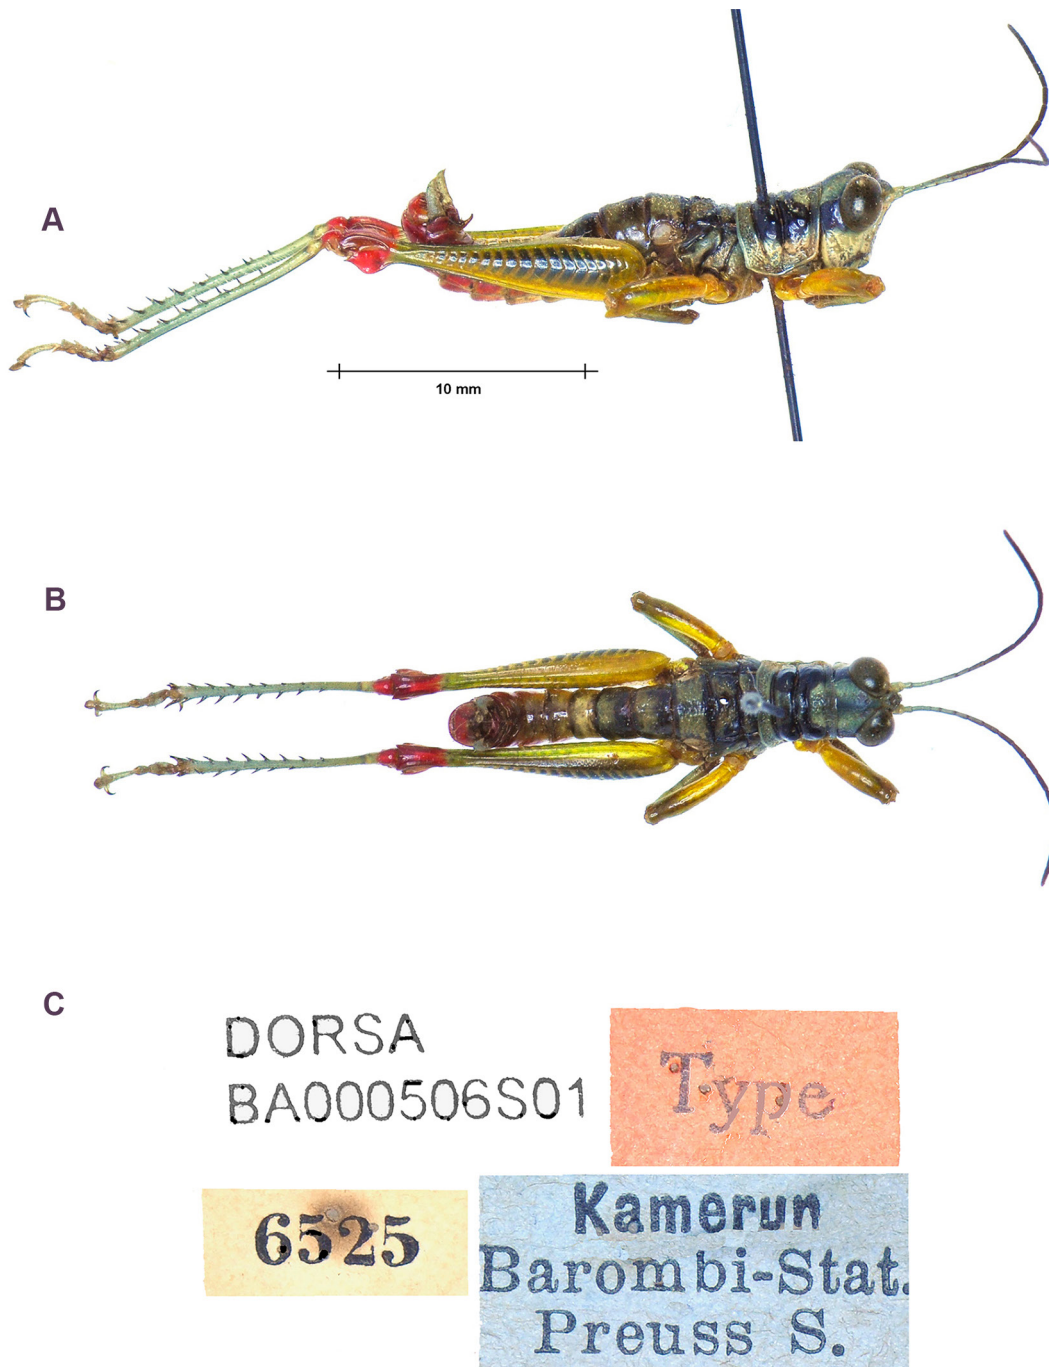 A
10 mm
B
C
DORSA
BA000506S01
Type
6525
Kamerun
Barombi-Stat.
Preuss S.